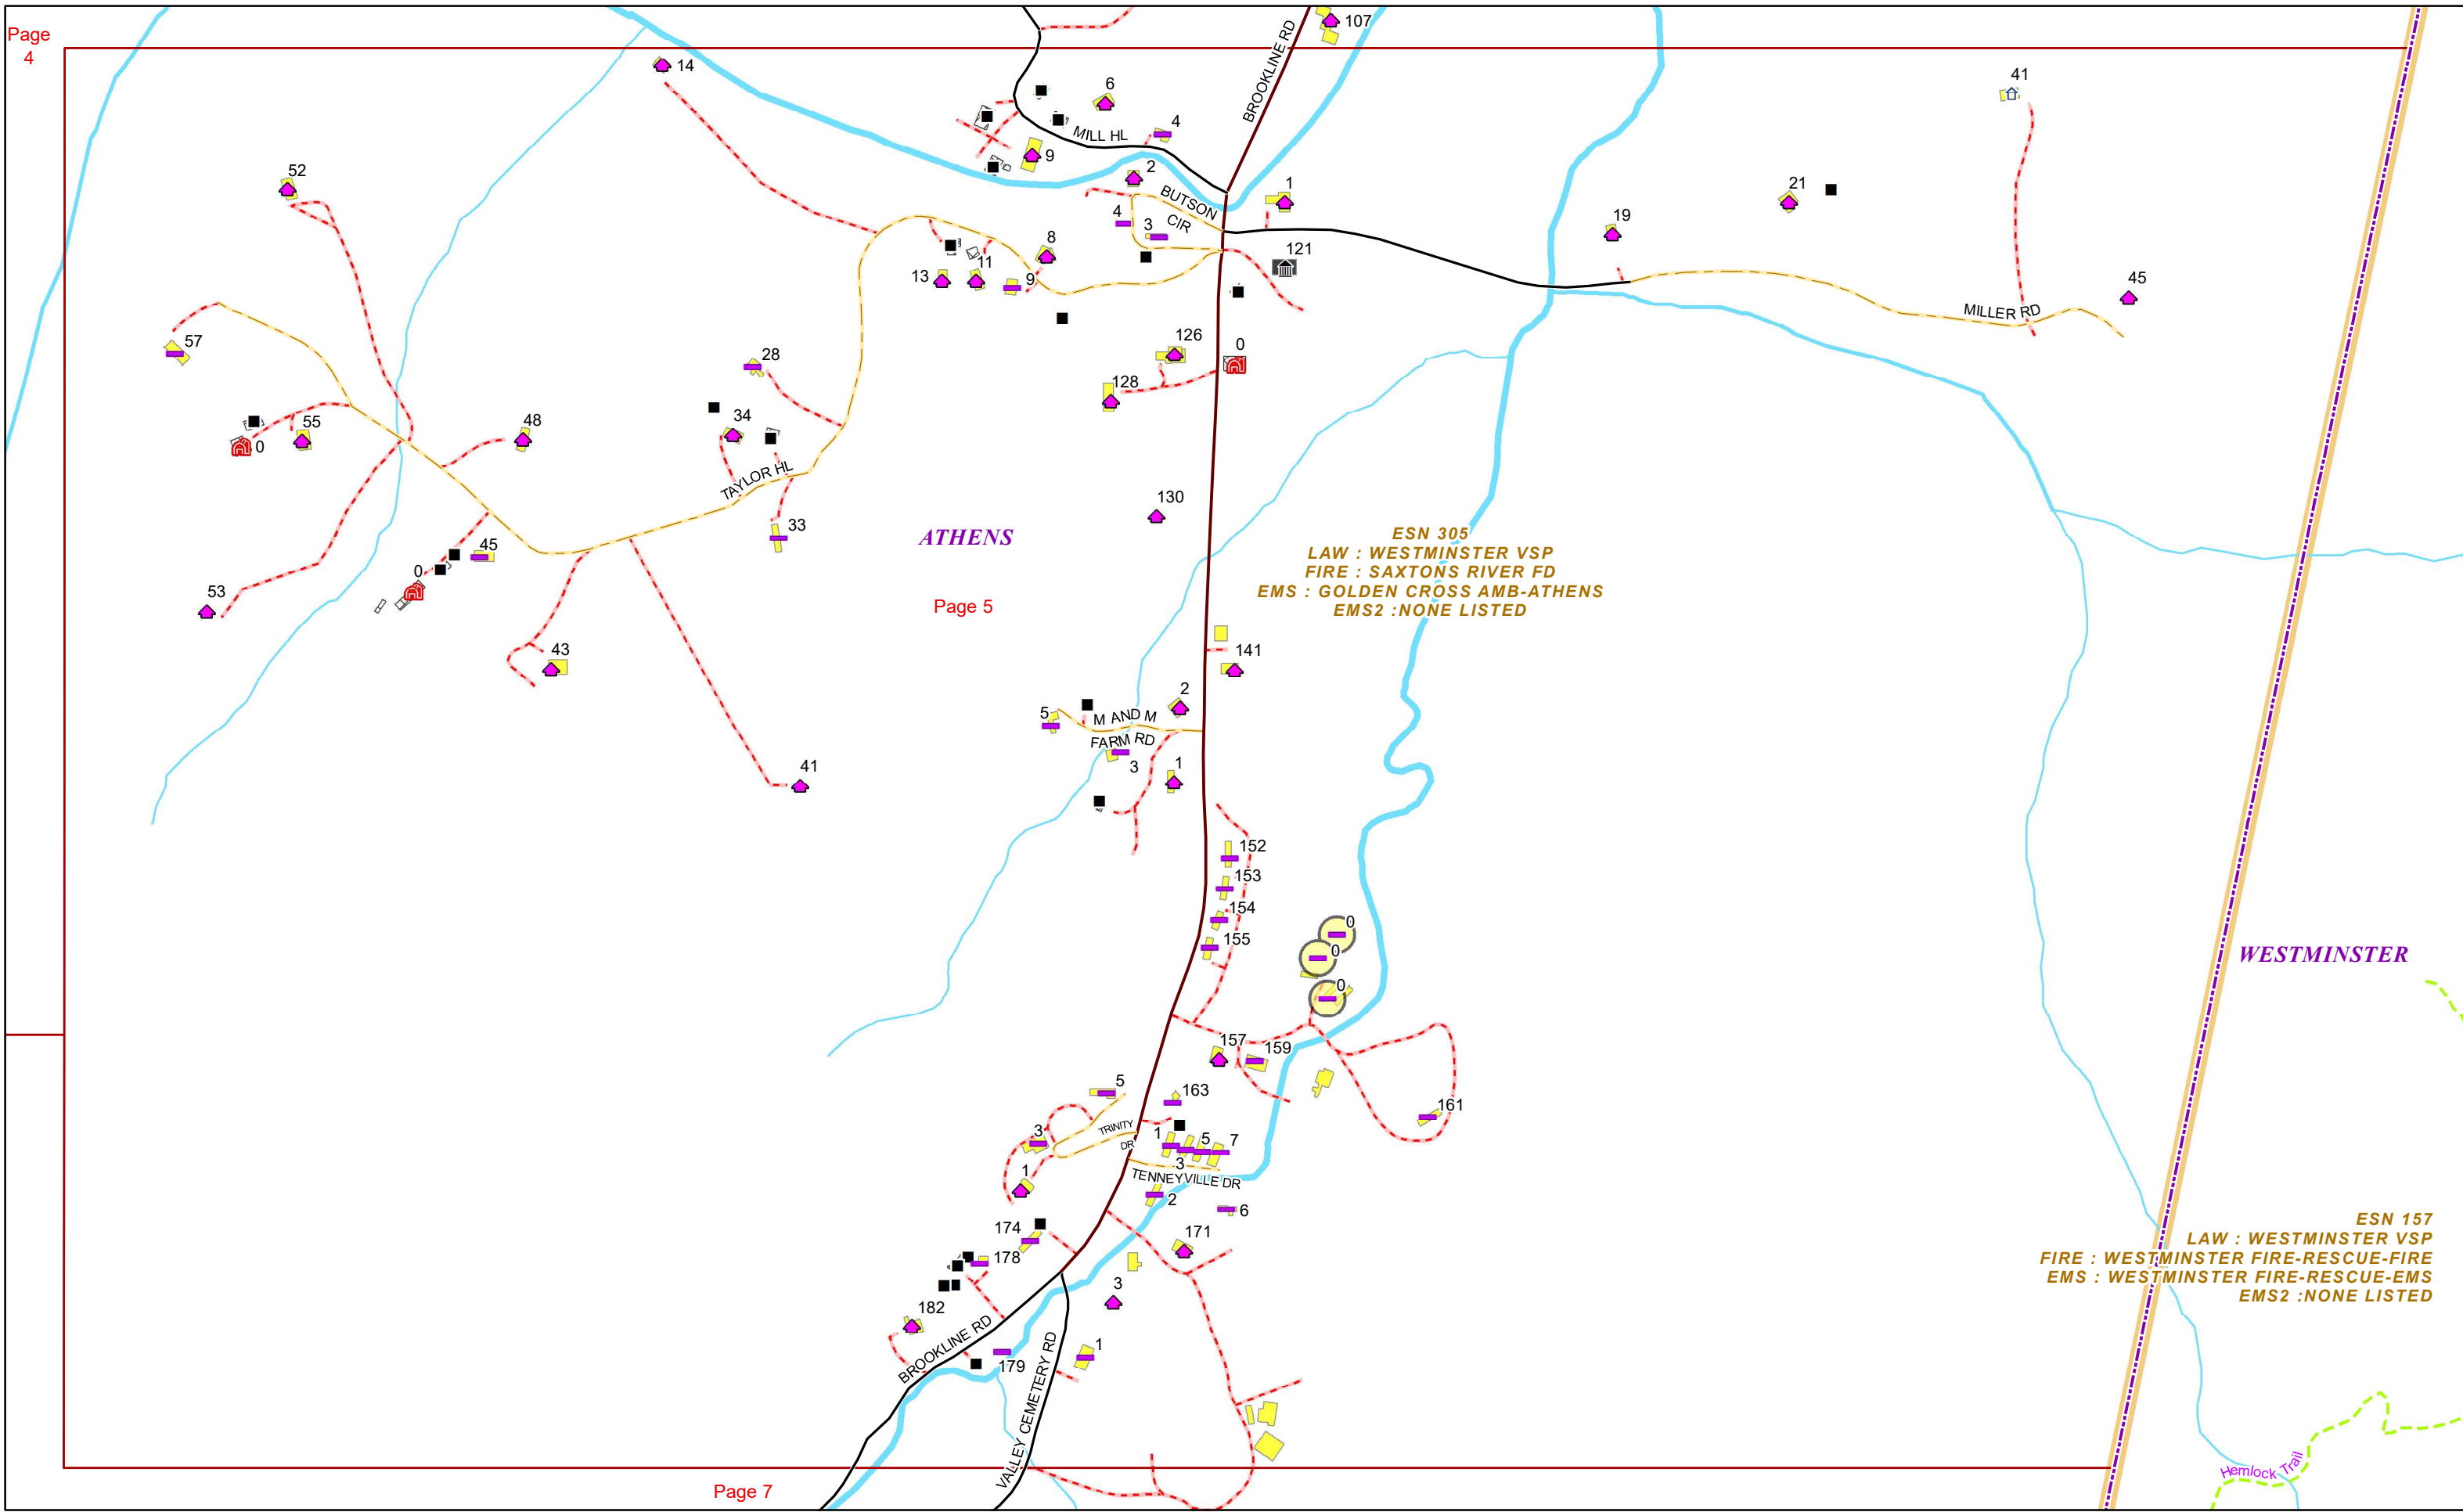 Page
4
107
BROOKLINE RD
14
41
6
4
MILL HL
9
52
2
1
21
BUTSON
CIR
4
3
19
8
121
13
11
9
45
MILLER RD
57
126
0
28
128
55
0
48
34
TAYLOR HL
130
33
ATHENS
ESN 305
LAW : WESTMINSTER VSP
FIRE : SAXTONS RIVER FD
EMS : GOLDEN CROSS AMB-ATHENS
EMS2 :NONE LISTED
45
0
53
Page 5
43
141
2
5
M AND M
FARM RD
3
1
41
152
153
154
155
0
0
0
WESTMINSTER
157
159
5
163
161
TRINITY
DR
3
1
5
7
3
1
TENNEYVILLE DR
2
6
174
171
178
3
182
BROOKLINE RD
179
1
VALLEY CEMETERY RD
ESN 157
LAW : WESTMINSTER VSP
FIRE : WESTMINSTER FIRE-RESCUE-FIRE
EMS : WESTMINSTER FIRE-RESCUE-EMS
EMS2 :NONE LISTED
Hemlock Trail
Page 7